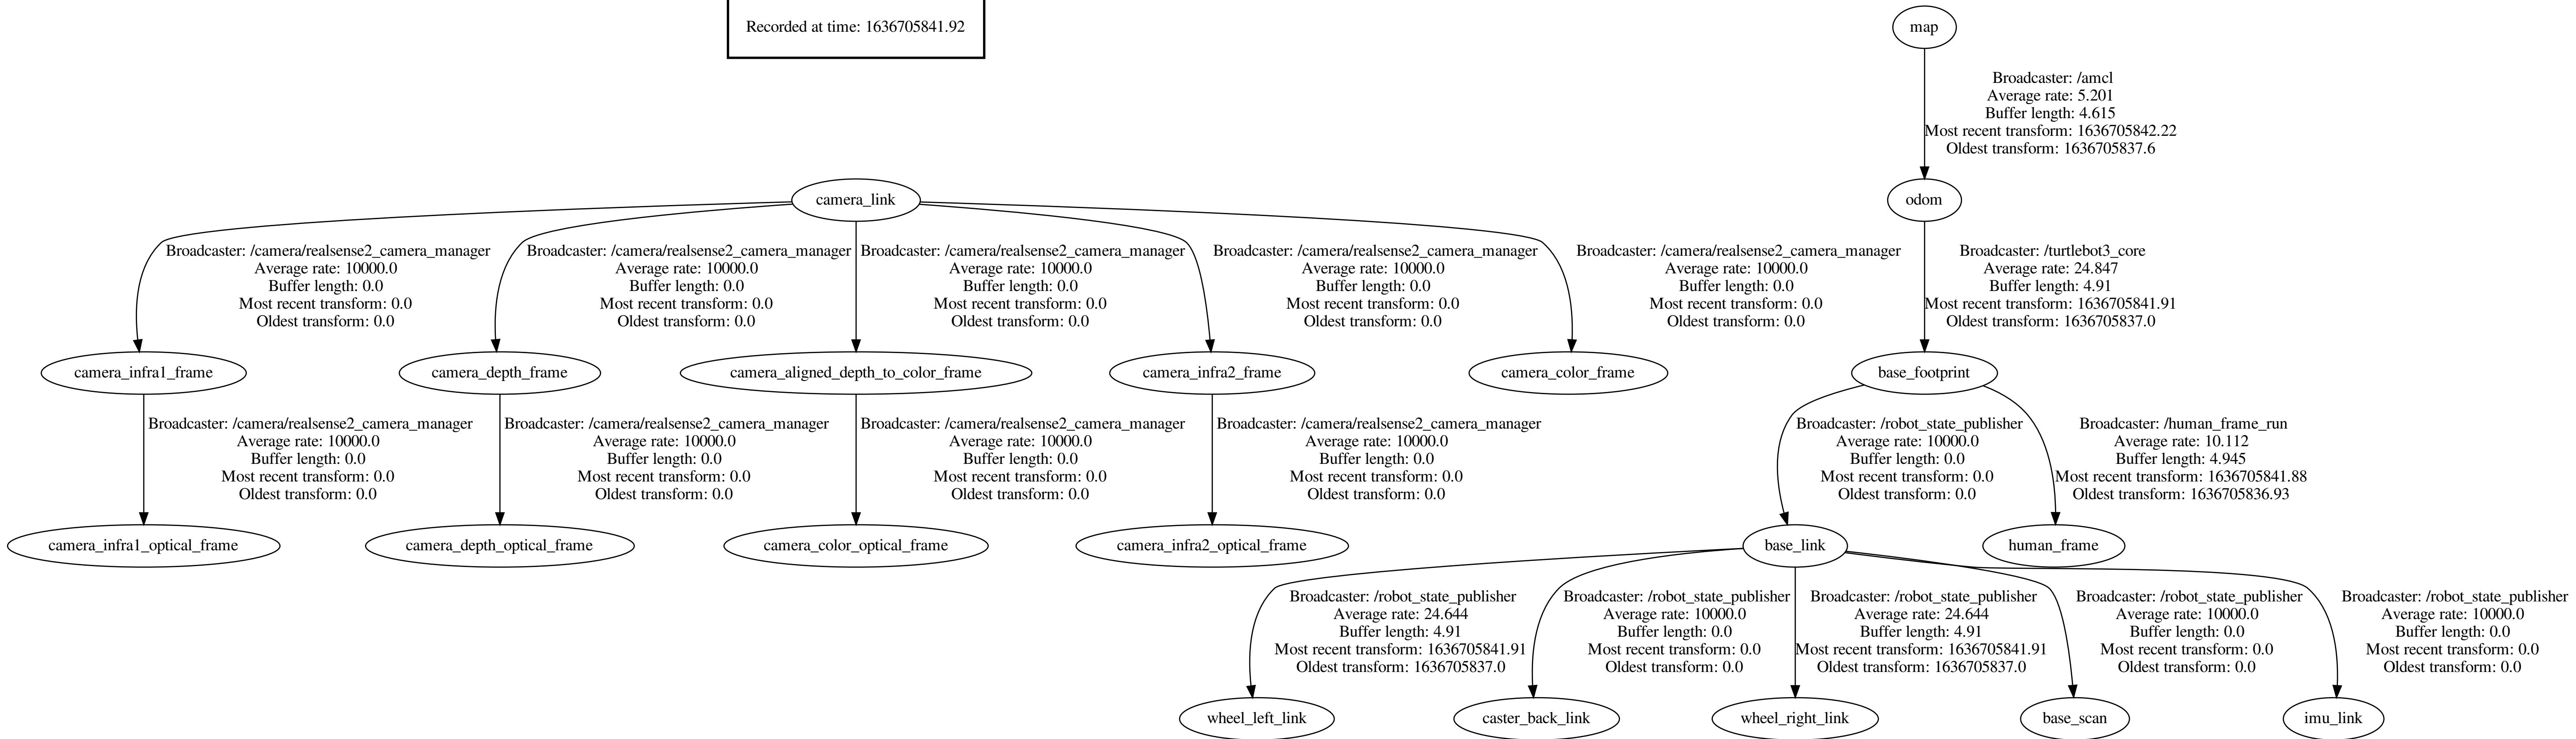 Recorded at time: 1636705841.92
map
Broadcaster: /amcl
Average rate: 5.201
Buffer length: 4.615
Most recent transform: 1636705842.22
Oldest transform: 1636705837.6
camera_link
odom
Broadcaster: /camera/realsense2_camera_manager
Average rate: 10000.0
Buffer length: 0.0
Most recent transform: 0.0
Oldest transform: 0.0
Broadcaster: /camera/realsense2_camera_manager
Average rate: 10000.0
Buffer length: 0.0
Most recent transform: 0.0
Oldest transform: 0.0
Broadcaster: /camera/realsense2_camera_manager
Average rate: 10000.0
Buffer length: 0.0
Most recent transform: 0.0
Oldest transform: 0.0
Broadcaster: /camera/realsense2_camera_manager
Average rate: 10000.0
Buffer length: 0.0
Most recent transform: 0.0
Oldest transform: 0.0
Broadcaster: /camera/realsense2_camera_manager
Average rate: 10000.0
Buffer length: 0.0
Most recent transform: 0.0
Oldest transform: 0.0
Broadcaster: /turtlebot3_core
Average rate: 24.847
Buffer length: 4.91
Most recent transform: 1636705841.91
Oldest transform: 1636705837.0
camera_infra1_frame
camera_depth_frame
camera_aligned_depth_to_color_frame
camera_infra2_frame
camera_color_frame
base_footprint
Broadcaster: /camera/realsense2_camera_manager
Average rate: 10000.0
Buffer length: 0.0
Most recent transform: 0.0
Oldest transform: 0.0
Broadcaster: /camera/realsense2_camera_manager
Average rate: 10000.0
Buffer length: 0.0
Most recent transform: 0.0
Oldest transform: 0.0
Broadcaster: /camera/realsense2_camera_manager
Average rate: 10000.0
Buffer length: 0.0
Most recent transform: 0.0
Oldest transform: 0.0
Broadcaster: /camera/realsense2_camera_manager
Average rate: 10000.0
Buffer length: 0.0
Most recent transform: 0.0
Oldest transform: 0.0
Broadcaster: /robot_state_publisher
Average rate: 10000.0
Buffer length: 0.0
Most recent transform: 0.0
Oldest transform: 0.0
Broadcaster: /human_frame_run
Average rate: 10.112
Buffer length: 4.945
Most recent transform: 1636705841.88
Oldest transform: 1636705836.93
camera_infra1_optical_frame
camera_depth_optical_frame
camera_color_optical_frame
camera_infra2_optical_frame
base_link
human_frame
Broadcaster: /robot_state_publisher
Average rate: 24.644
Buffer length: 4.91
Most recent transform: 1636705841.91
Oldest transform: 1636705837.0
Broadcaster: /robot_state_publisher
Average rate: 10000.0
Buffer length: 0.0
Most recent transform: 0.0
Oldest transform: 0.0
Broadcaster: /robot_state_publisher
Average rate: 24.644
Buffer length: 4.91
Most recent transform: 1636705841.91
Oldest transform: 1636705837.0
Broadcaster: /robot_state_publisher
Average rate: 10000.0
Buffer length: 0.0
Most recent transform: 0.0
Oldest transform: 0.0
Broadcaster: /robot_state_publisher
Average rate: 10000.0
Buffer length: 0.0
Most recent transform: 0.0
Oldest transform: 0.0
wheel_left_link
caster_back_link
wheel_right_link
base_scan
imu_link